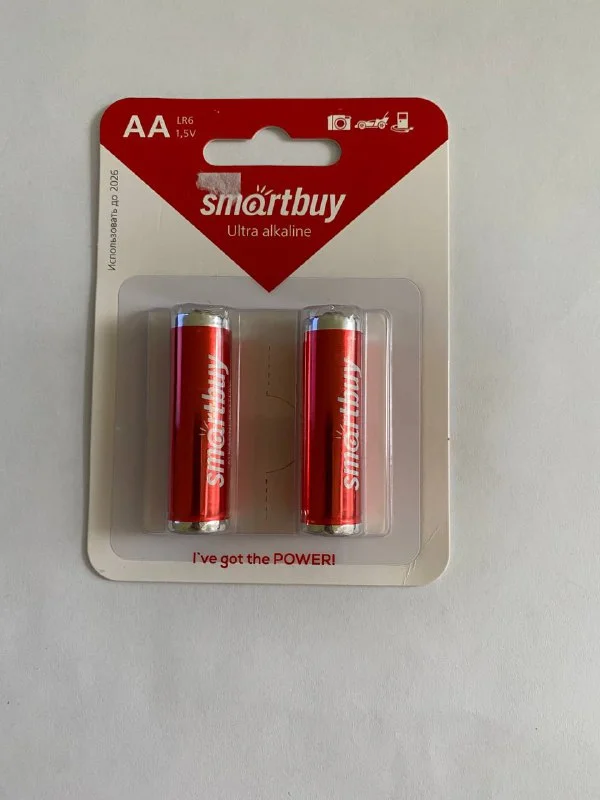 AA
LR6
1,5V
Использовать до 2026
smartbuy
Ultra alkaline
smartbuy
smartbuy
I've got the POWER!